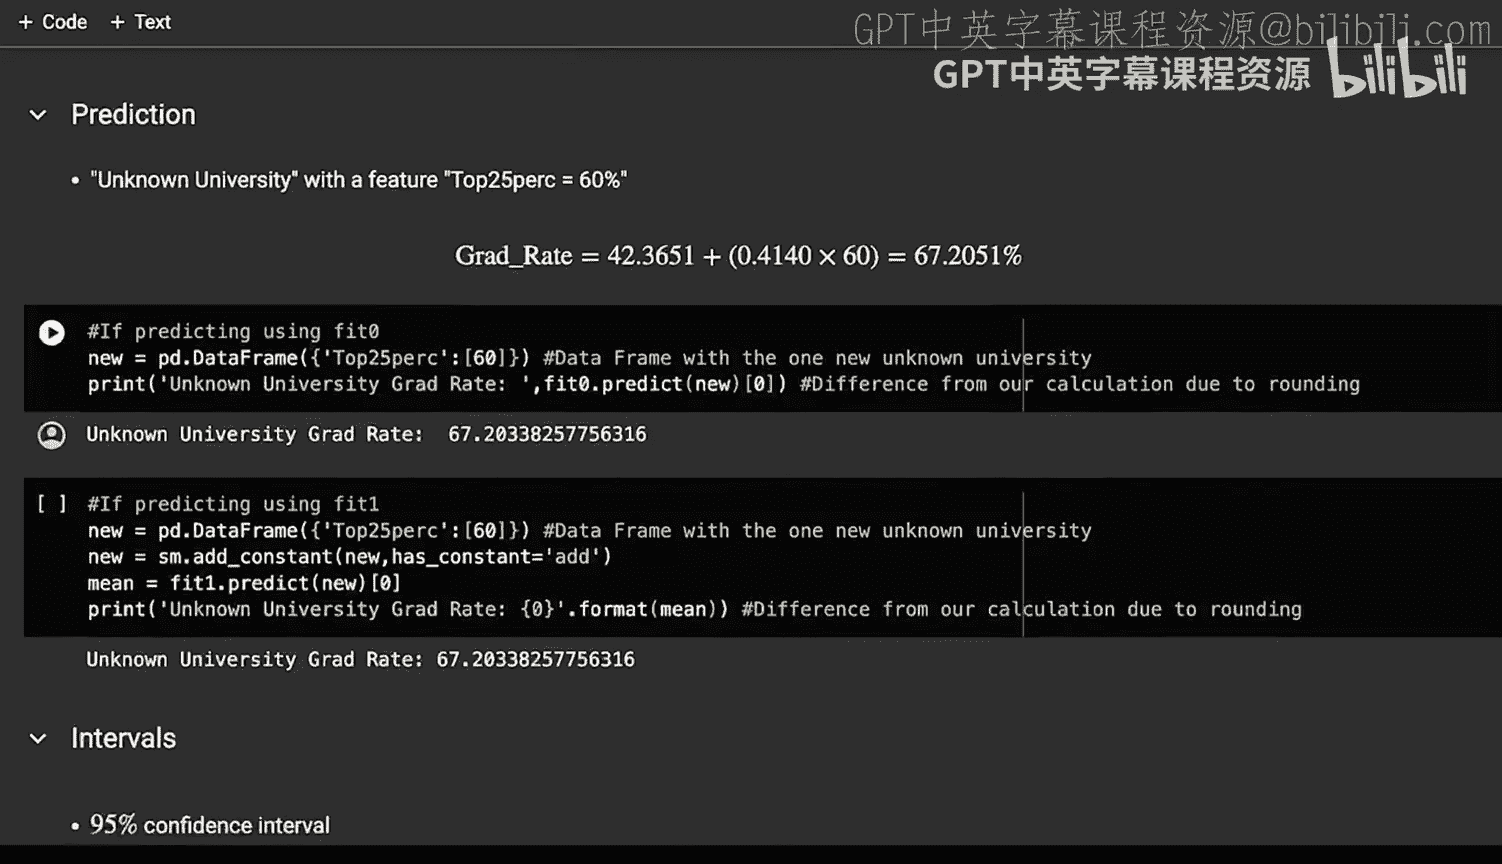 + Code + Text
GPT中英字幕课程资源@bilibili.com
GPT中英字幕课程资源 bilibili
Prediction
• "Unknown University" with a feature "Top25perc = 60%"
Grad_Rate = 42.3651 + (0.4140 × 60) = 67.2051%
#If predicting using fit0
new = pd.DataFrame({'Top25perc':[60]}) #Data Frame with the one new unknown university
print('Unknown University Grad Rate: ',fit0.predict(new)[0]) #Difference from our calculation due to rounding
Unknown University Grad Rate:  67.20338257756316
[ ] #If predicting using fit1
new = pd.DataFrame({'Top25perc':[60]}) #Data Frame with the one new unknown university
new = sm.add_constant(new,has_constant='add')
mean = fit1.predict(new)[0]
print('Unknown University Grad Rate: {0}'.format(mean)) #Difference from our calculation due to rounding
Unknown University Grad Rate: 67.20338257756316
Intervals
• 95% confidence interval